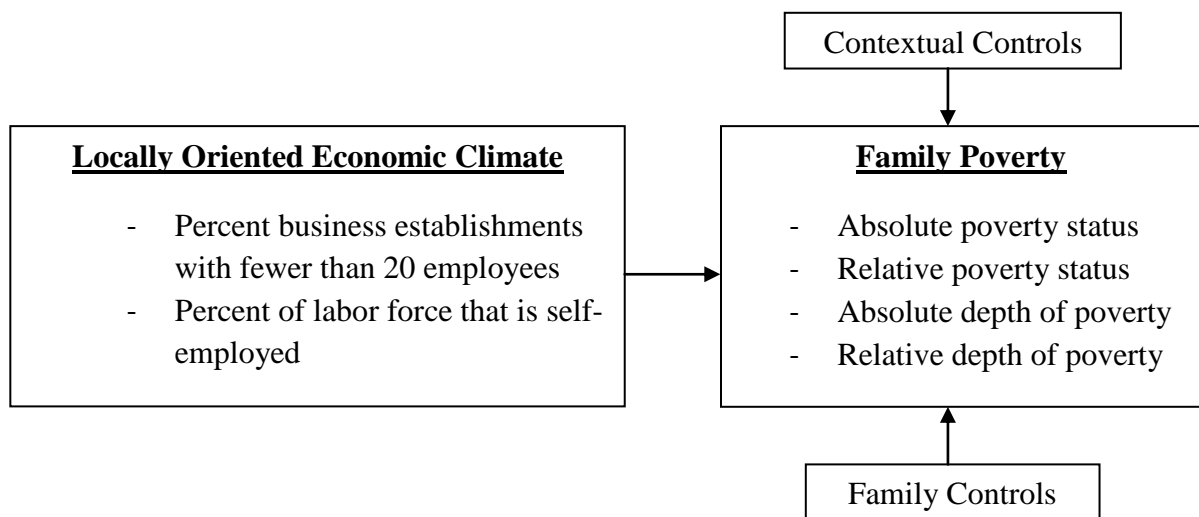 Contextual Controls
Locally Oriented Economic Climate
- Percent business establishments
with fewer than 20 employees
- Percent of labor force that is self-
employed
Family Poverty
- Absolute poverty status
- Relative poverty status
- Absolute depth of poverty
- Relative depth of poverty
Family Controls